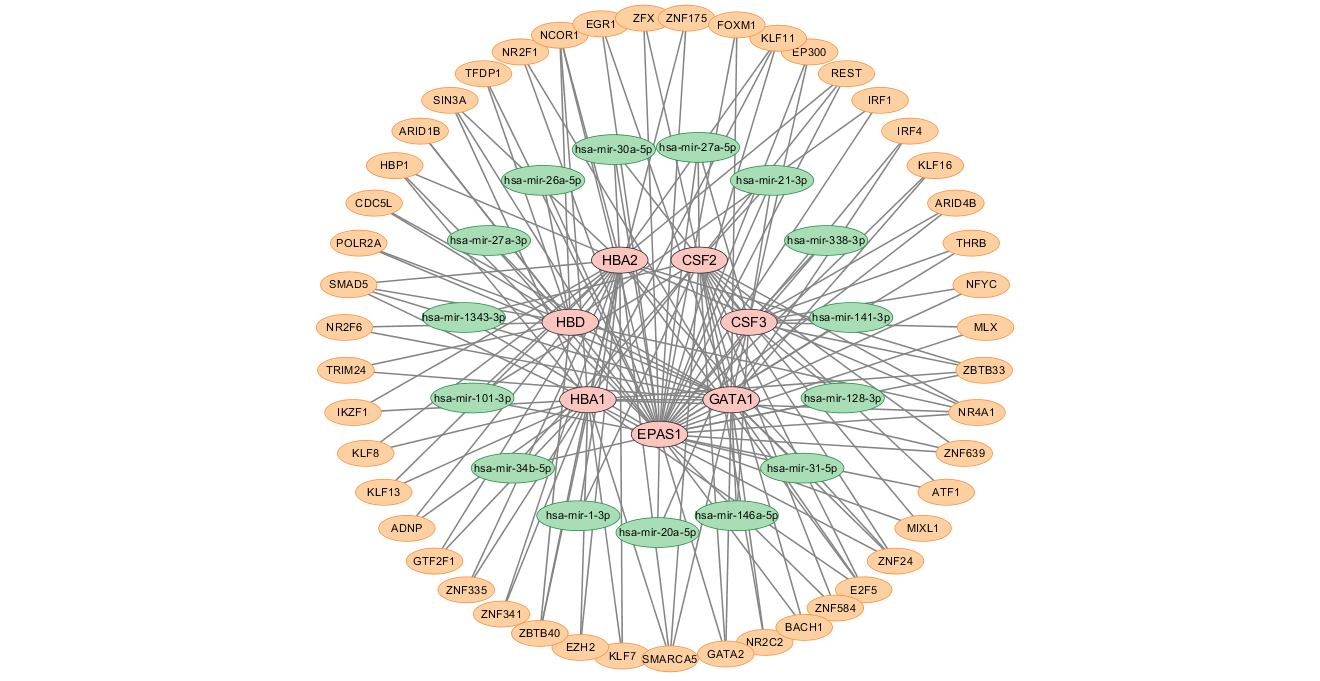 ZFX
ZNF175
EGR1
FOXM1
NCOR1
KLF11
NR2F1
EP300
TFDP1
REST
SIN3A
IRF1
ARID1B
IRF4
hsa-mir-30a-5p
hsa-mir-27a-5p
HBP1
KLF16
hsa-mir-26a-5p
hsa-mir-21-3p
CDC5L
ARID4B
hsa-mir-27a-3p
hsa-mir-338-3p
POLR2A
THRB
HBA2
CSF2
SMAD5
NFYC
hsa-mir-1343-3p
hsa-mir-141-3p
HBD
CSF3
NR2F6
MLX
TRIM24
ZBTB33
hsa-mir-101-3p
hsa-mir-128-3p
HBA1
GATA1
IKZF1
NR4A1
EPAS1
KLF8
ZNF639
hsa-mir-34b-5p
hsa-mir-31-5p
KLF13
ATF1
hsa-mir-1-3p
hsa-mir-146a-5p
ADNP
MIXL1
hsa-mir-20a-5p
GTF2F1
ZNF24
ZNF335
E2F5
ZNF341
ZNF584
ZBTB40
BACH1
EZH2
NR2C2
KLF7
SMARCA5
GATA2